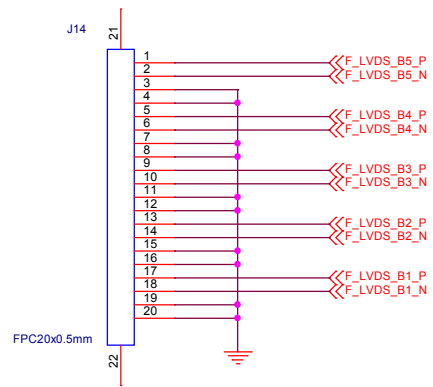 J14
21
1 F_LVDS_B5_P
2 F_LVDS_B5_N
3
4
5 F_LVDS_B4_P
6 F_LVDS_B4_N
7
8
9 F_LVDS_B3_P
10 F_LVDS_B3_N
11
12
13 F_LVDS_B2_P
14 F_LVDS_B2_N
15
16
17 F_LVDS_B1_P
18 F_LVDS_B1_N
19
20
FPC20x0.5mm
22